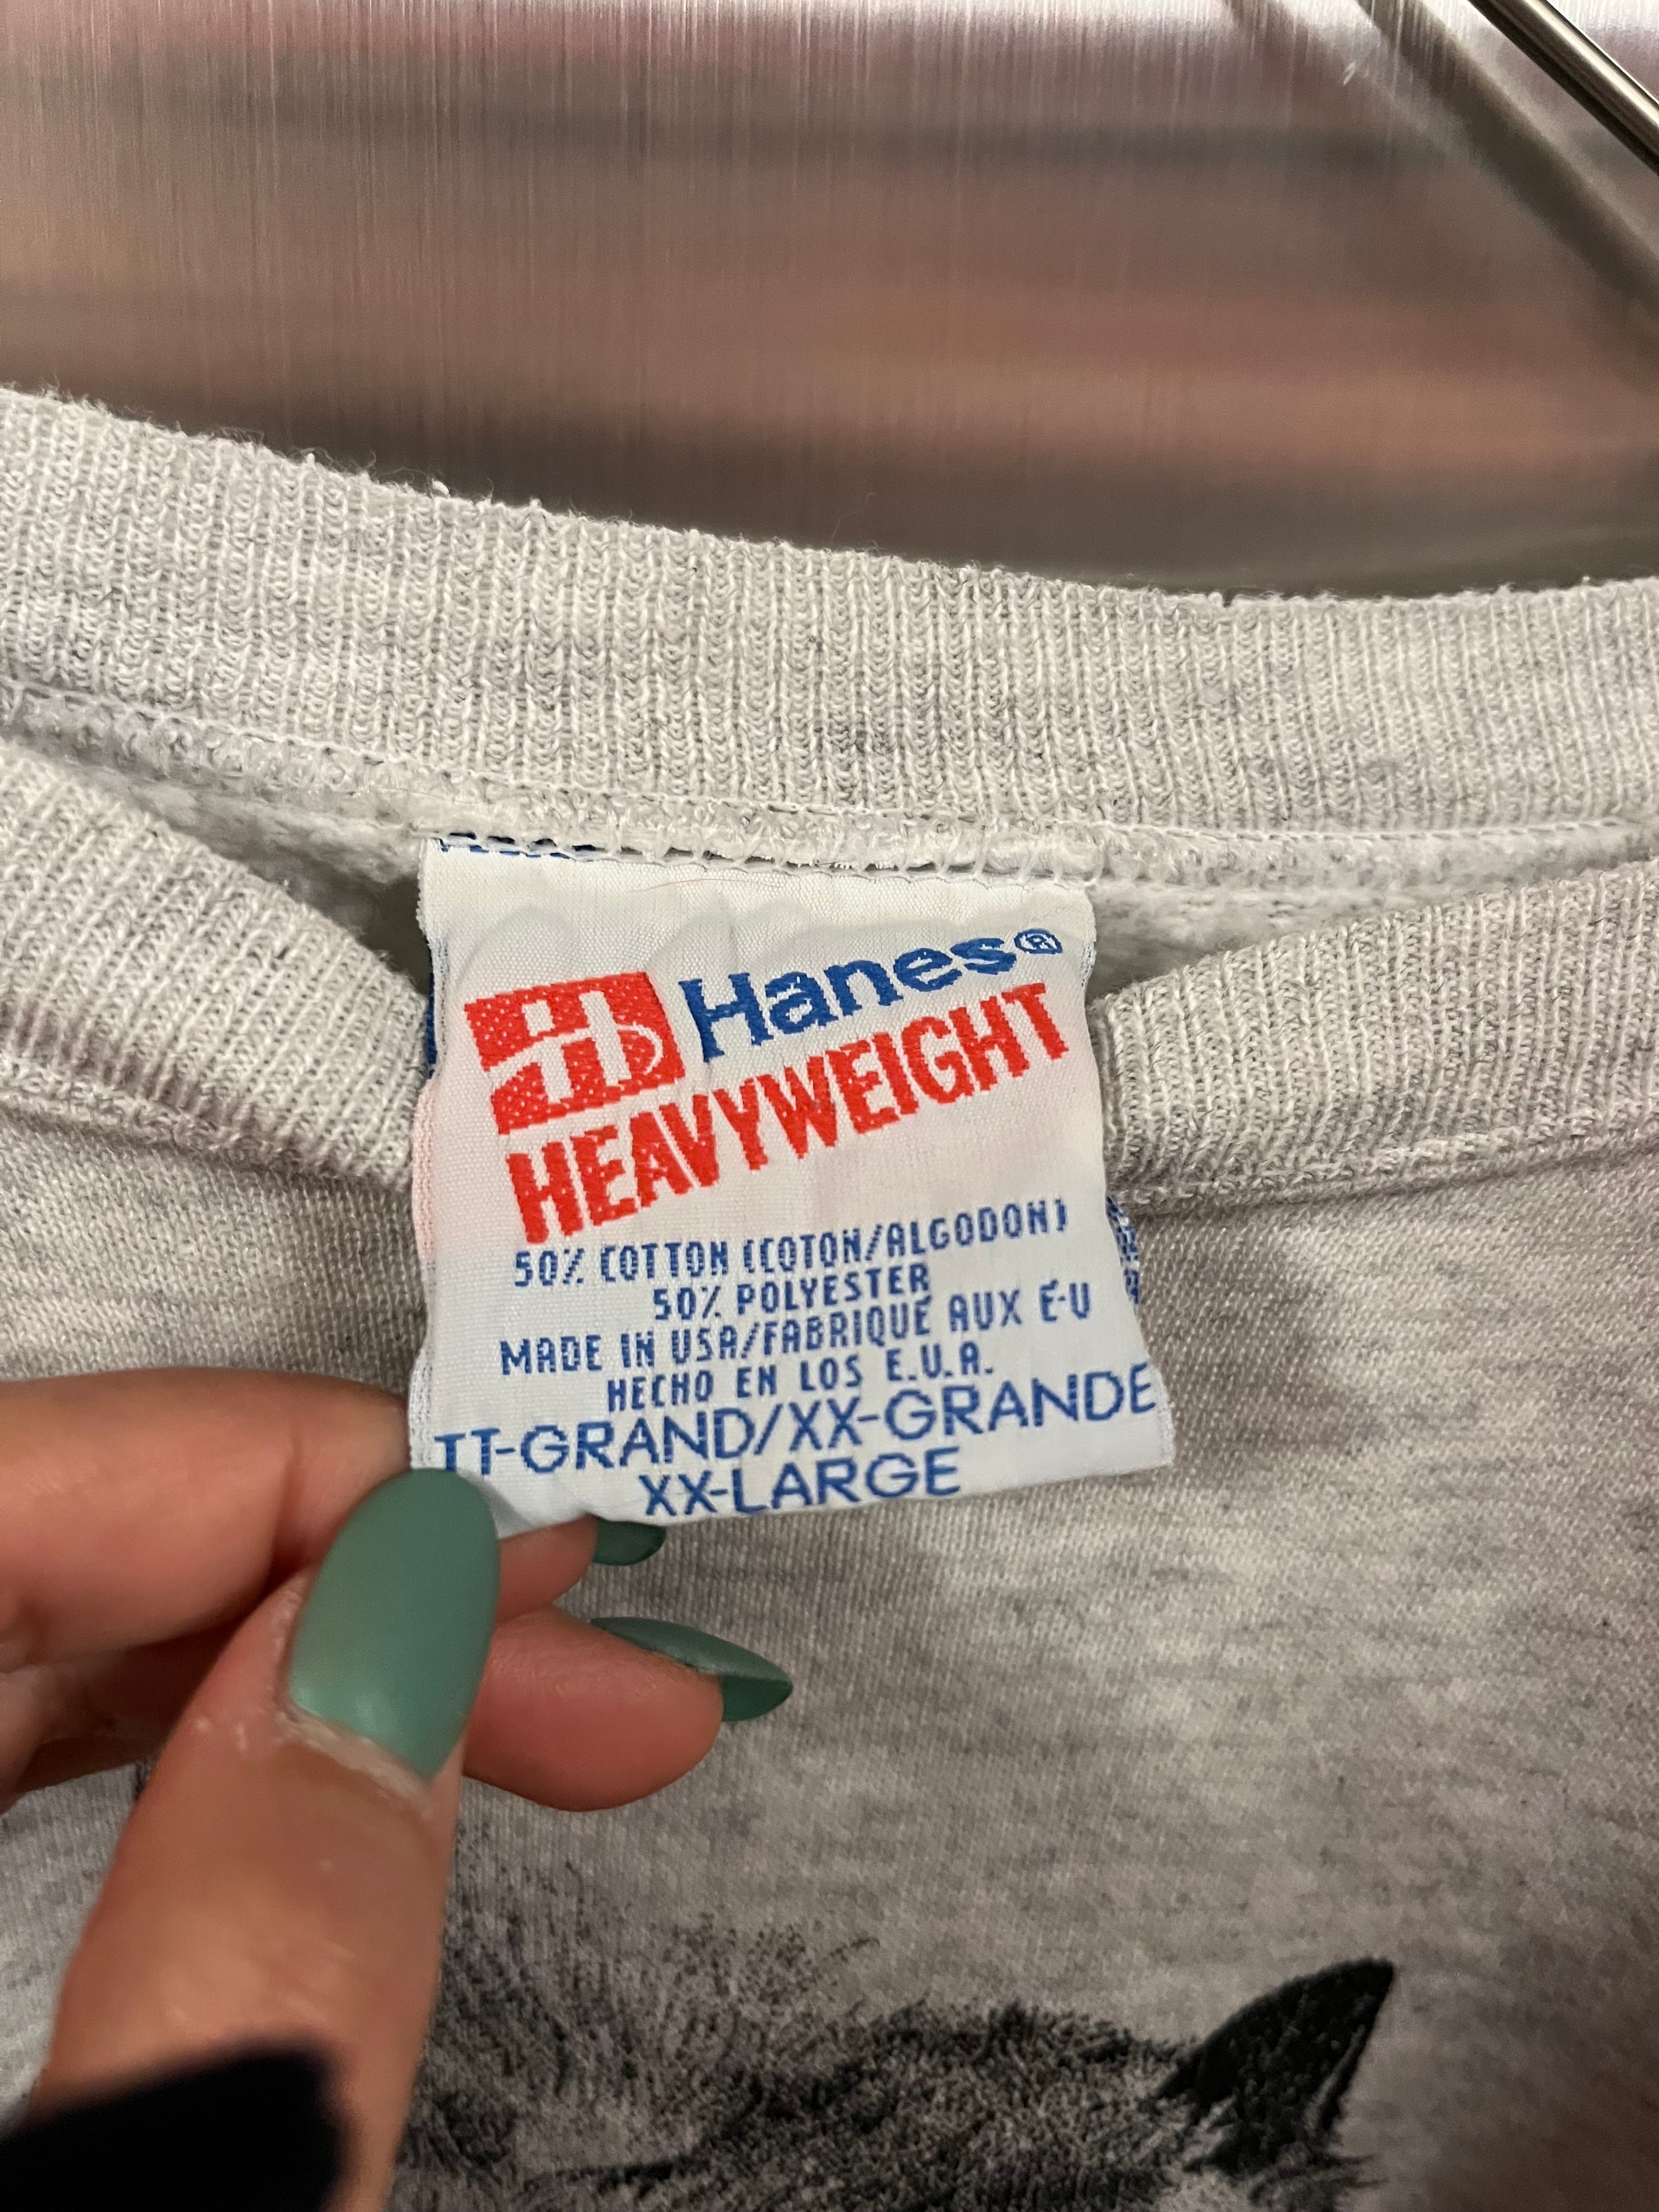 Hanes®
HEAVYWEIGHT
50% COTTON (COTON/ALGODON)
50% POLYESTER
MADE IN USA/FABRIQUÉ AUX É-U
HECHO EN LOS E.U.A.
TT-GRAND/XX-GRANDE
XX-LARGE